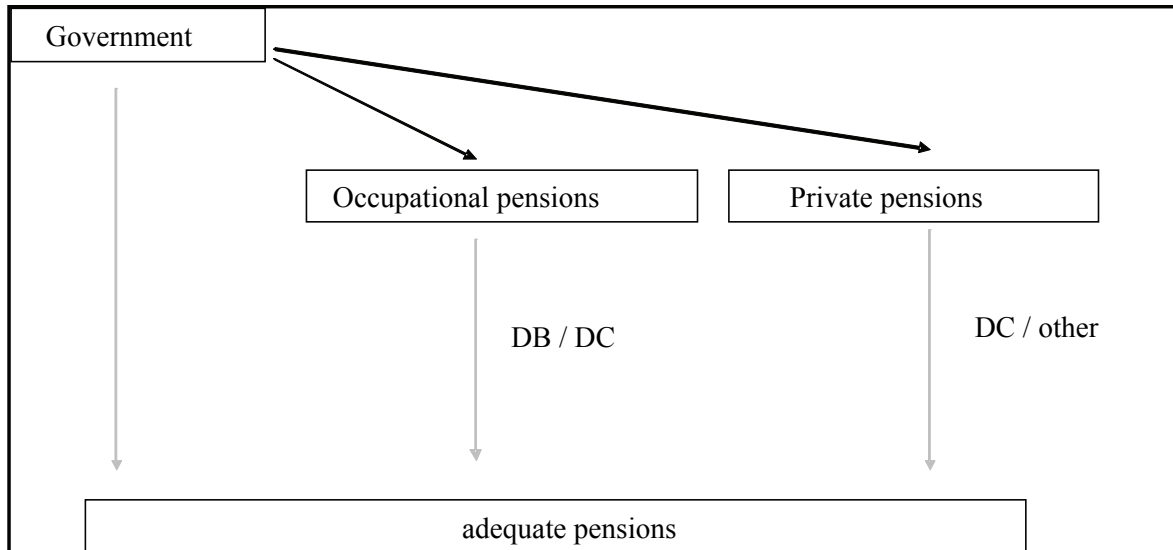 Government
Occupational pensions
Private pensions
DB / DC
DC / other
adequate pensions